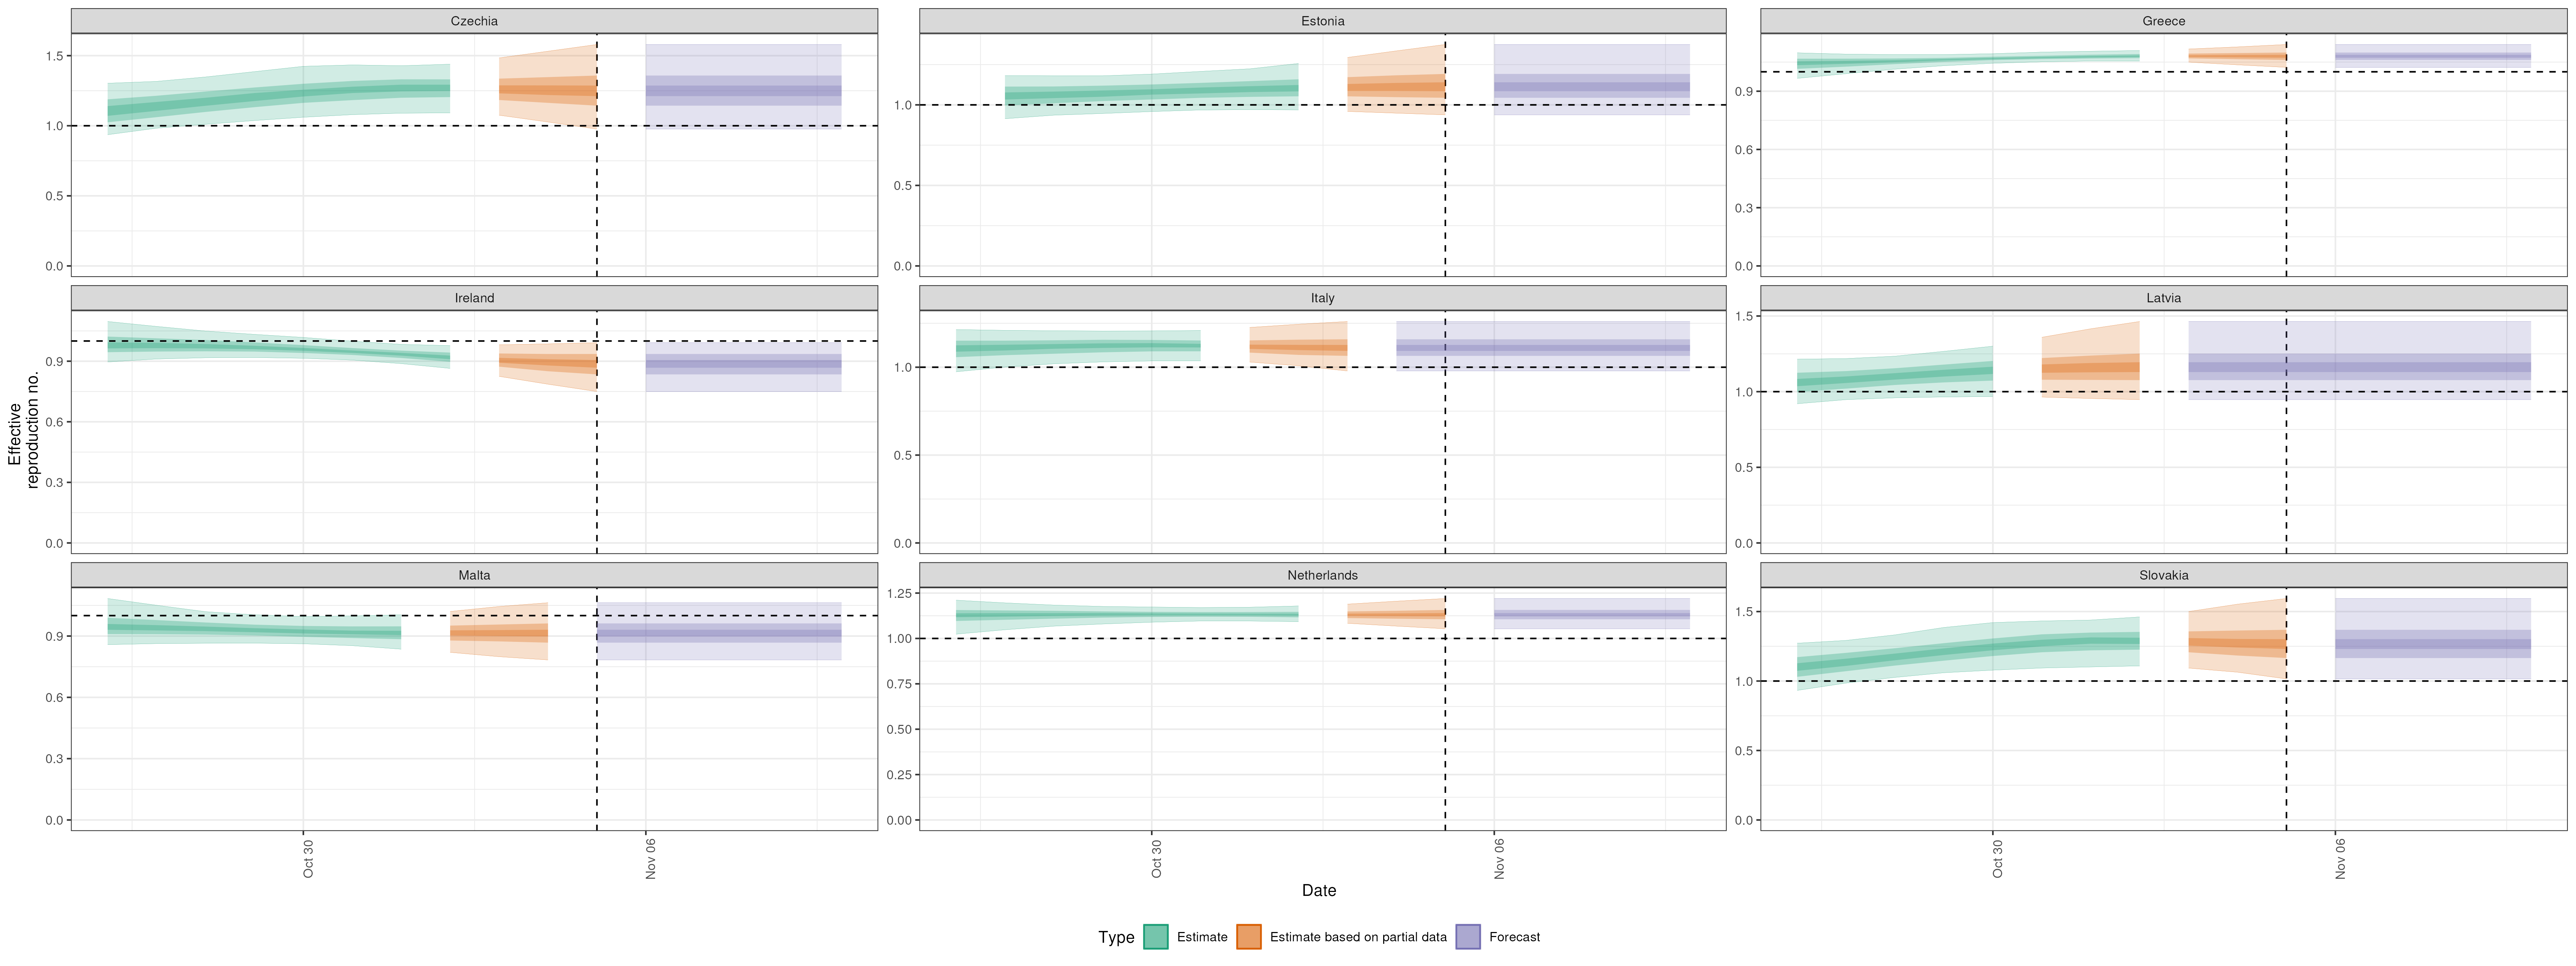 Czechia
Estonia
Greece
1.5
1.0
0.5
0.0
1.0
0.5
0.0
0.9
0.6
0.3
0.0
Ireland
Italy
Latvia
0.9
0.6
0.3
0.0
1.0
0.5
0.0
1.5
1.0
0.5
0.0
Effective
reproduction no.
Malta
Netherlands
Slovakia
0.9
0.6
0.3
0.0
1.25
1.00
0.75
0.50
0.25
0.00
1.5
1.0
0.5
0.0
Oct 30
Nov 06
Oct 30
Nov 06
Oct 30
Nov 06
Date
Type
Estimate
Estimate based on partial data
Forecast